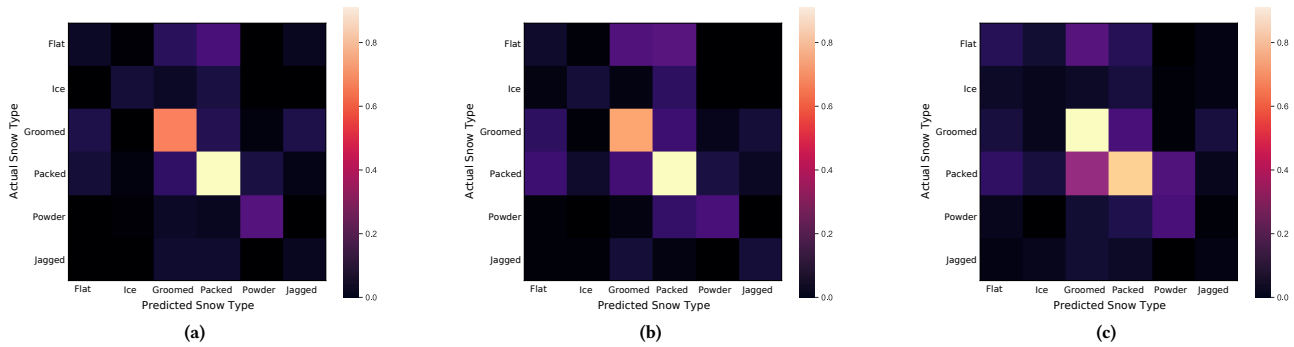 Actual Snow Type
Flat
Ice
Groomed
Packed
Powder
Jagged
Flat Ice Groomed Packed Powder Jagged
Predicted Snow Type
0.8
0.6
0.4
0.2
0.0
(a)
Actual Snow Type
Flat
Ice
Groomed
Packed
Powder
Jagged
Flat Ice Groomed Packed Powder Jagged
Predicted Snow Type
0.8
0.6
0.4
0.2
0.0
(b)
Actual Snow Type
Flat
Ice
Groomed
Packed
Powder
Jagged
Flat Ice Groomed Packed Powder Jagged
Predicted Snow Type
0.8
0.6
0.4
0.2
0.0
(c)